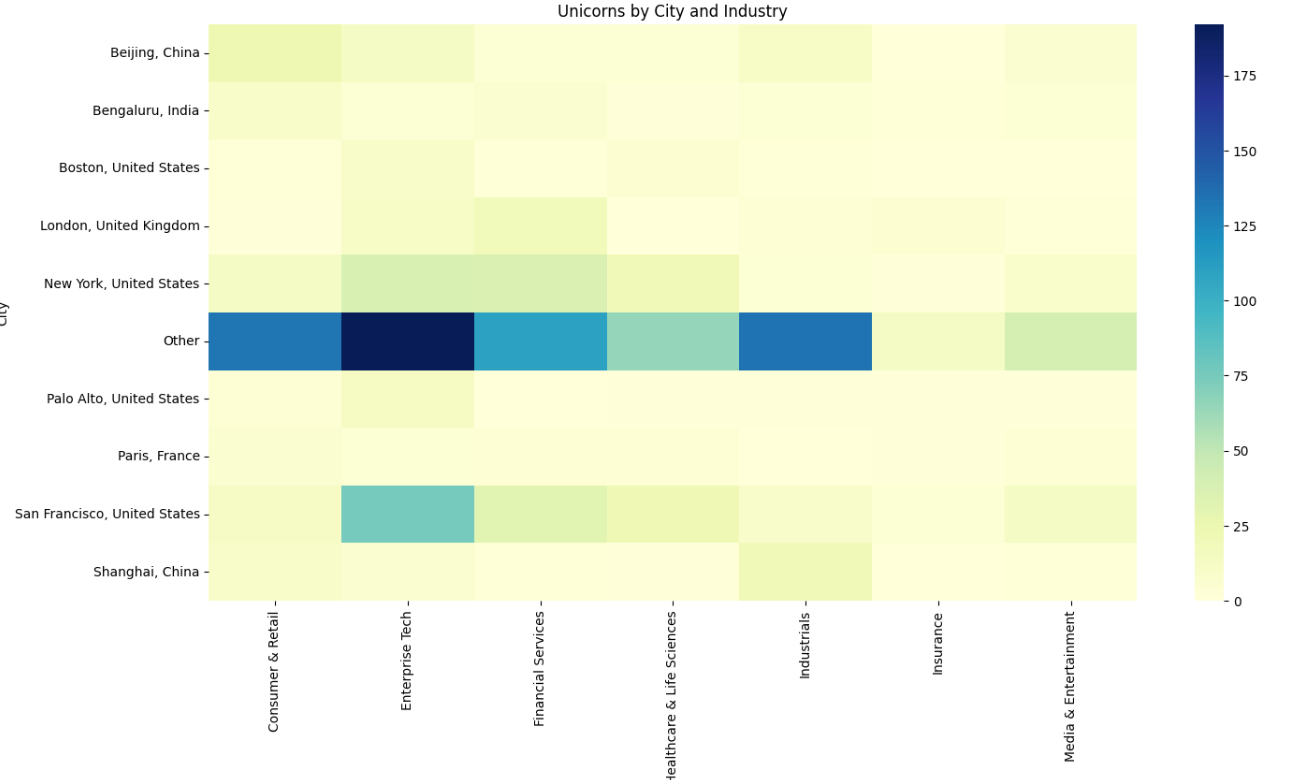 Unicorns by City and Industry
City
Beijing, China
Bengaluru, India
Boston, United States
London, United Kingdom
New York, United States
Other
Palo Alto, United States
Paris, France
San Francisco, United States
Shanghai, China
Consumer & Retail
Enterprise Tech
Financial Services
Healthcare & Life Sciences
Industrials
Insurance
Media & Entertainment
175
150
125
100
75
50
25
0